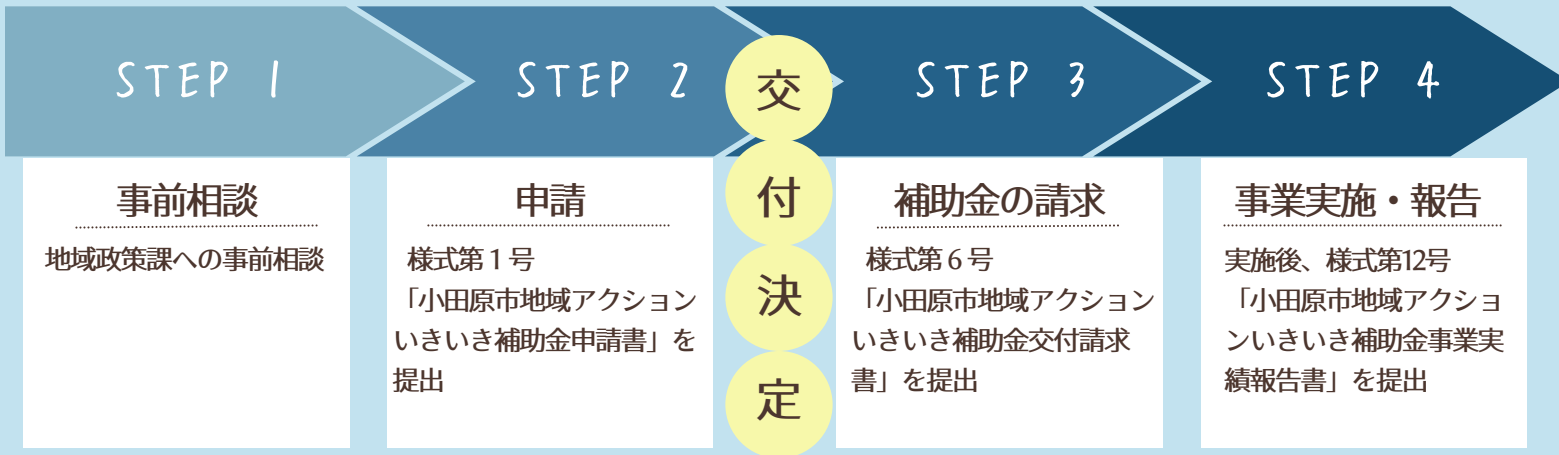 STEP 1
事前相談
地域政策課への事前相談
STEP 2
申請
様式第１号
「小田原市地域アクション
いきいき補助金申請書」を
提出
交
付
決
定
STEP 3
補助金の請求
様式第６号
「小田原市地域アクション
いきいき補助金交付請求
書」を提出
STEP 4
事業実施・報告
実施後、様式第12号
「小田原市地域アクショ
ンいきいき補助金事業実
績報告書」を提出